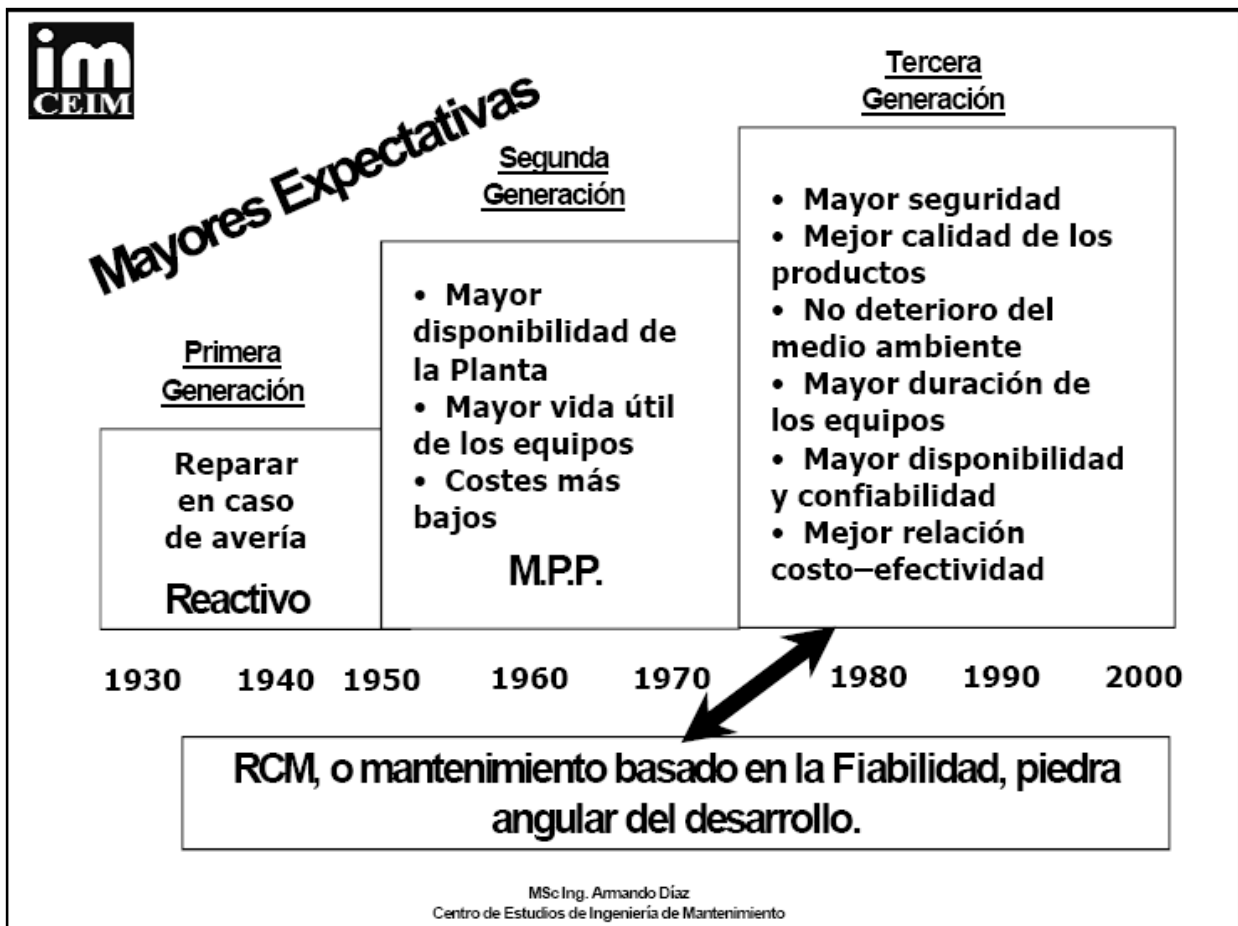 im
CEIM
Mayores Expectativas
Primera
Generación
Reparar
en caso
de avería
Reactivo
Segunda
Generación
• Mayor
disponibilidad de
la Planta
• Mayor vida útil
de los equipos
• Costes más
bajos
M.P.P.
Tercera
Generación
• Mayor seguridad
• Mejor calidad de los
productos
• No deterioro del
medio ambiente
• Mayor duración de
los equipos
• Mayor disponibilidad
y confiabilidad
• Mejor relación
costo–efectividad
1930 1940 1950 1960 1970 1980 1990 2000
RCM, o mantenimiento basado en la Fiabilidad, piedra
angular del desarrollo.
MSc Ing. Armando Díaz
Centro de Estudios de Ingeniería de Mantenimiento